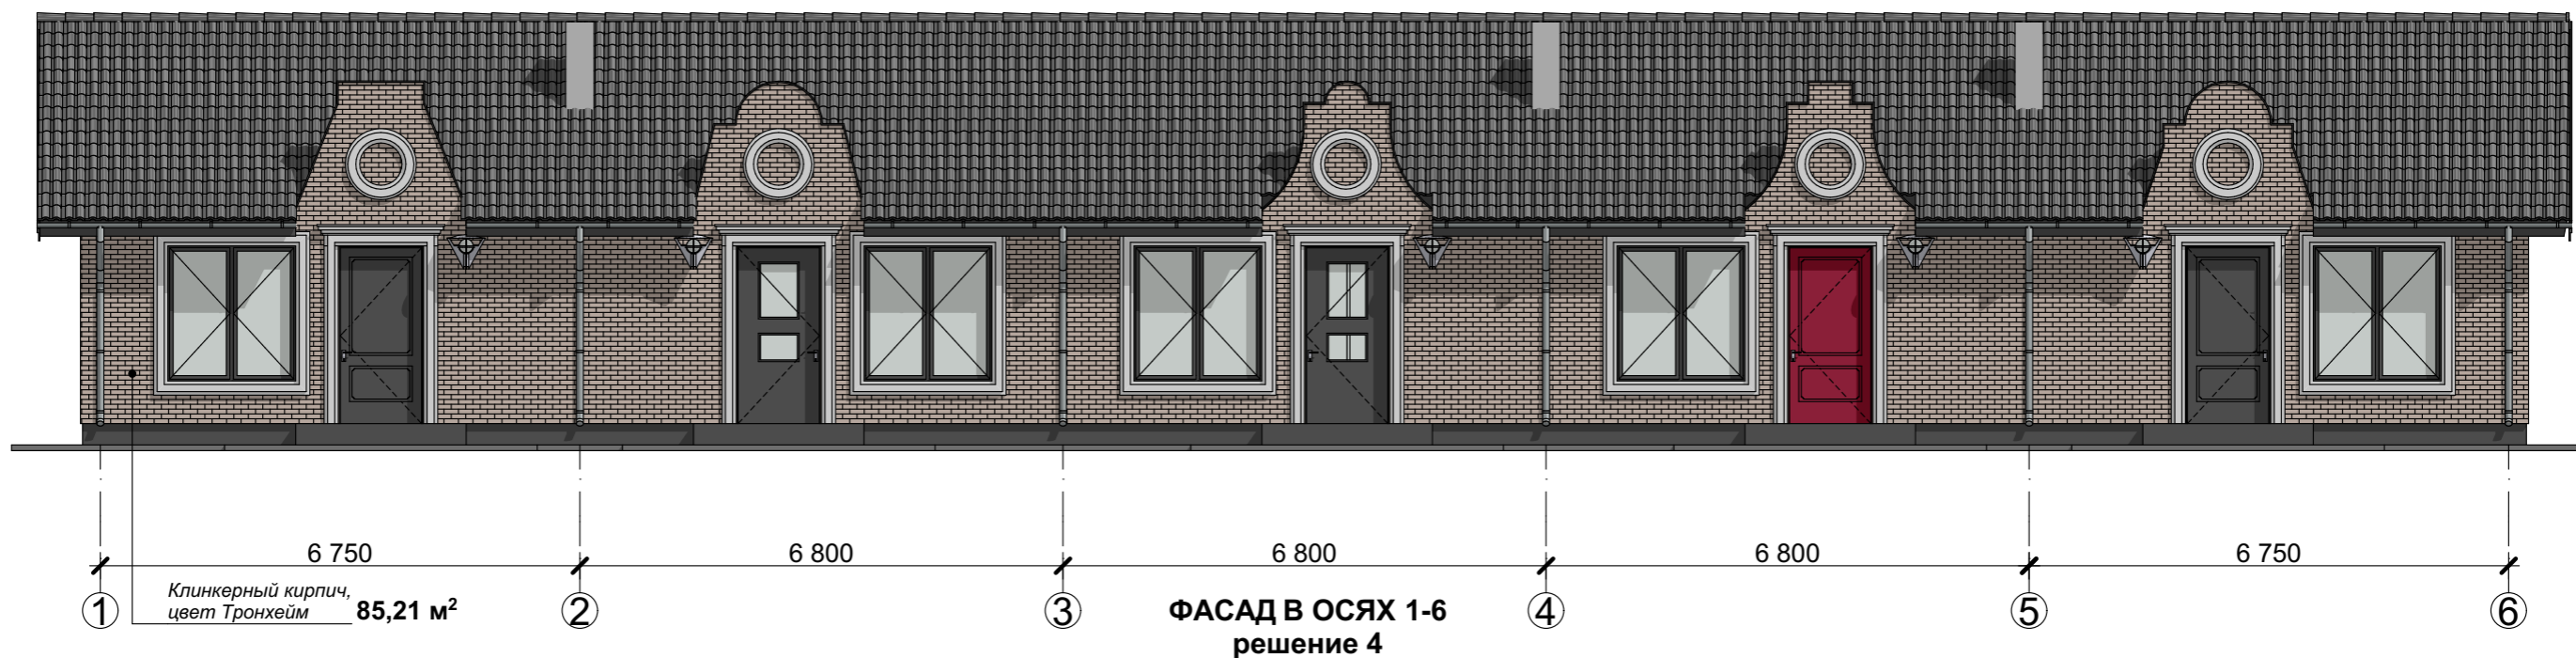 6 750
6 800
6 800
6 800
6 750
Клинкерный кирпич,
цвет Тронхейм
85,21 м²
1
2
3
4
5
6
ФАСАД В ОСЯХ 1-6
решение 4